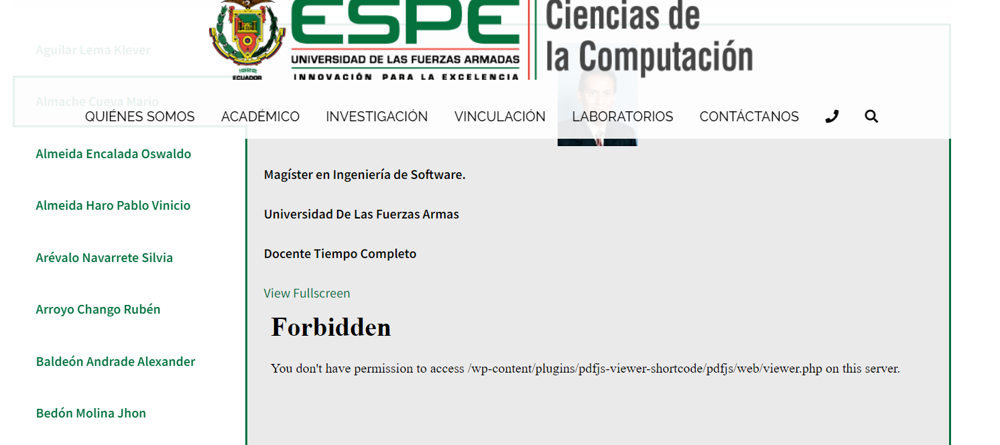 ESPE
UNIVERSIDAD DE LAS FUERZAS ARMADAS
INNOVACIÓN PARA LA EXCELENCIA
1922
ECUADOR
Ciencias de
la Computación
Aguilar Lema Klever
Almache Cueva Mario
QUIÉNES SOMOS ACADÉMICO INVESTIGACIÓN VINCULACIÓN LABORATORIOS CONTÁCTANOS
Almeida Encalada Oswaldo
Almeida Haro Pablo Vinicio
Arévalo Navarrete Silvia
Arroyo Chango Rubén
Baldeón Andrade Alexander
Bedón Molina Jhon
Magíster en Ingeniería de Software.
Universidad De Las Fuerzas Armas
Docente Tiempo Completo
View Fullscreen
Forbidden
You don't have permission to access /wp-content/plugins/pdfjs-viewer-shortcode/pdfjs/web/viewer.php on this server.